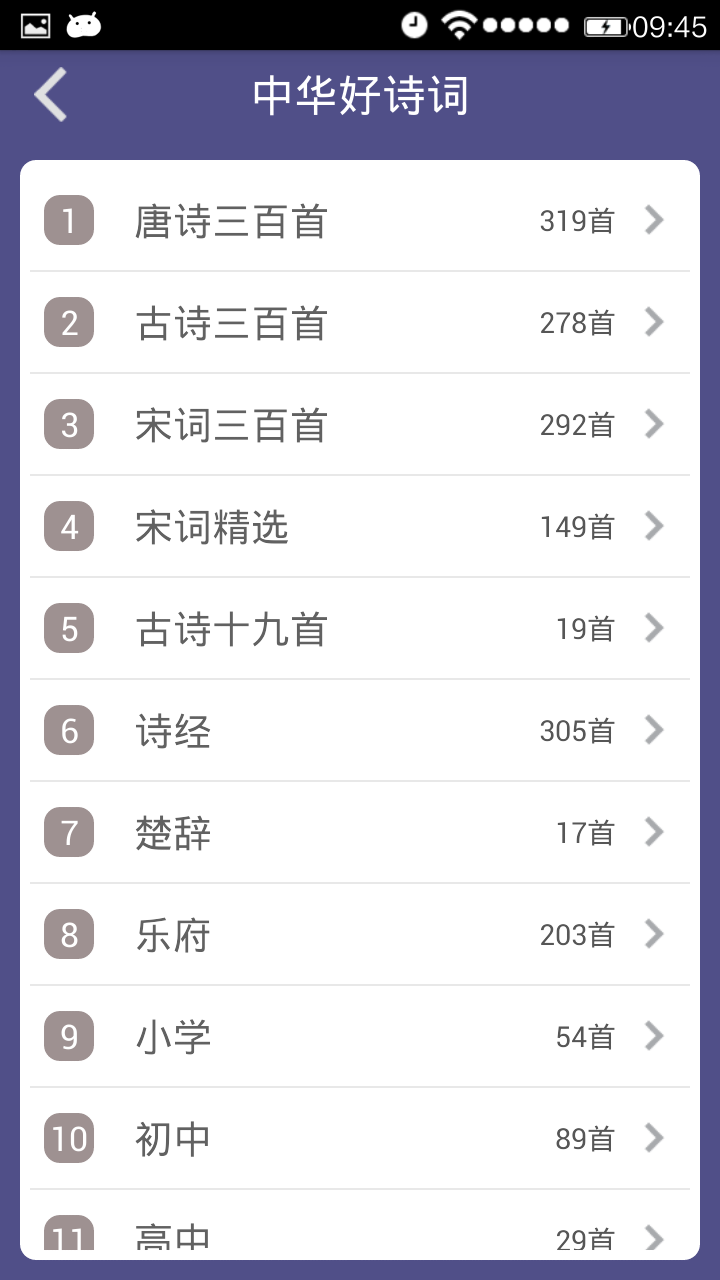 09:45
中华好诗词
1 唐诗三百首 319首
2 古诗三百首 278首
3 宋词三百首 292首
4 宋词精选 149首
5 古诗十九首 19首
6 诗经 305首
7 楚辞 17首
8 乐府 203首
9 小学 54首
10 初中 89首
11 高中 29首